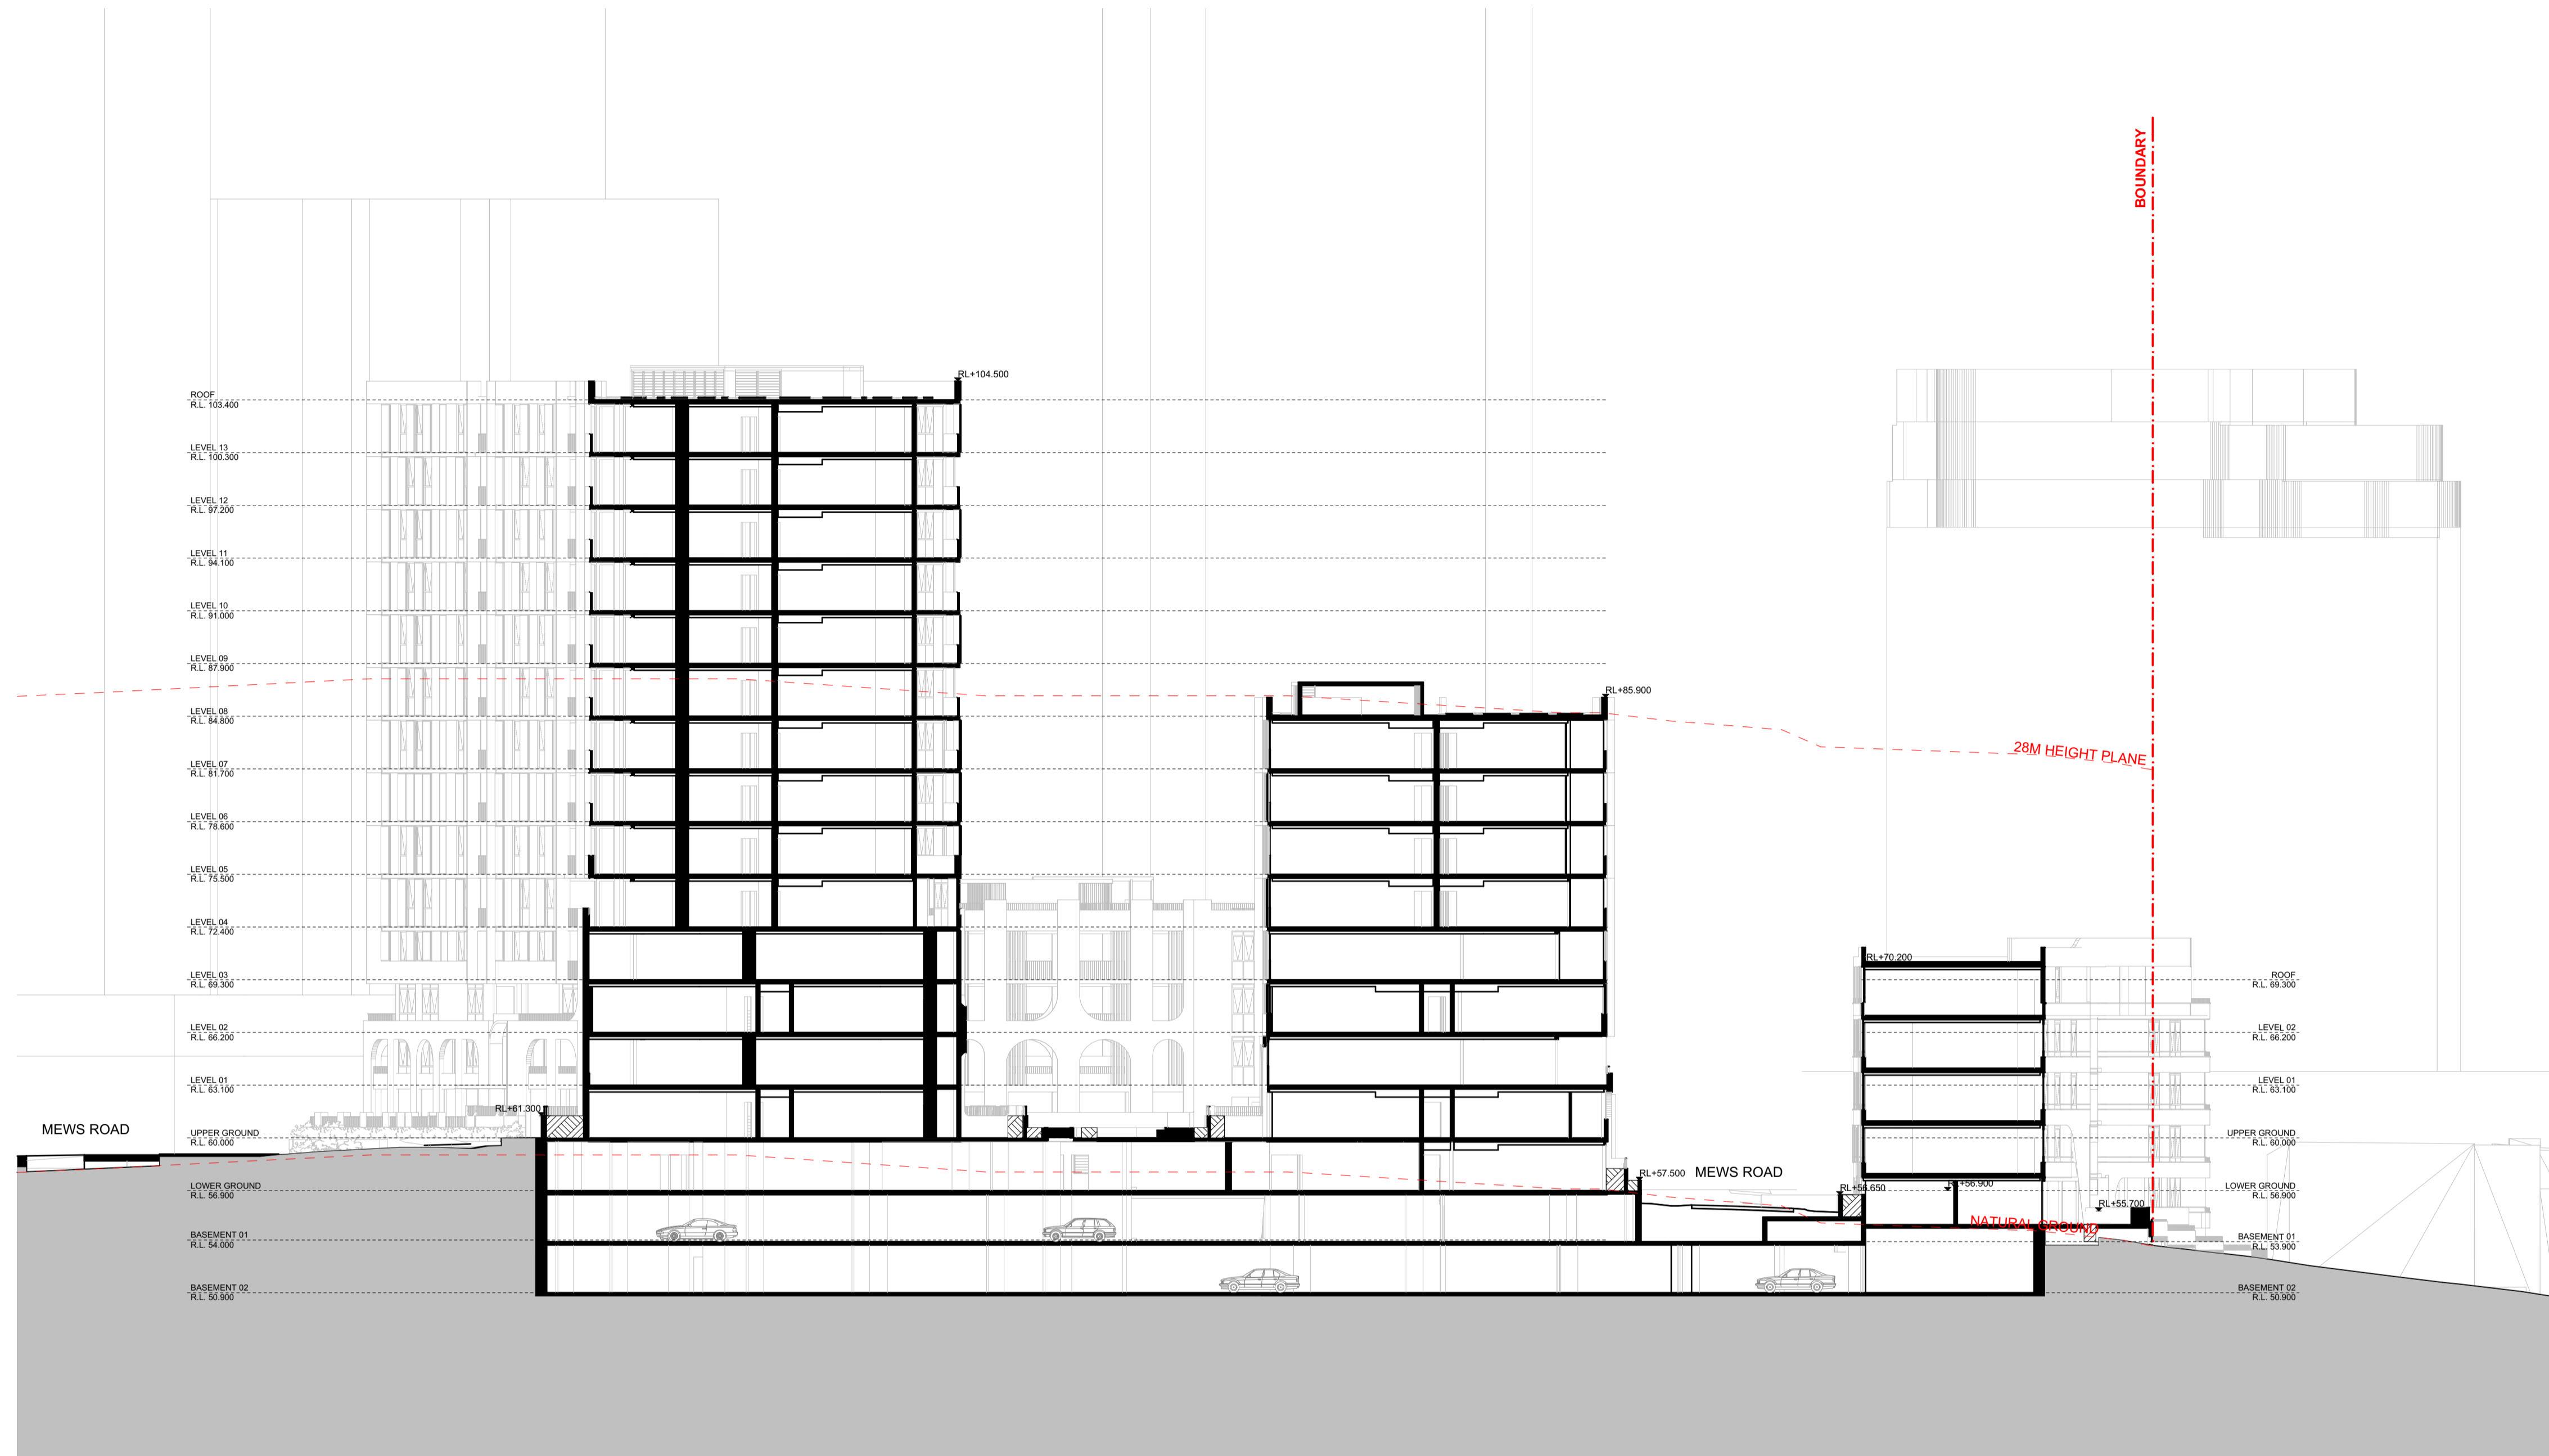 BOUNDARY
RL+104.500
ROOF
R.L. 103.400
LEVEL 13
R.L. 100.300
LEVEL 12
R.L. 97.200
LEVEL 11
R.L. 94.100
LEVEL 10
R.L. 91.000
LEVEL 09
R.L. 87.900
RL+85.900
LEVEL 08
R.L. 84.800
28M HEIGHT PLANE
LEVEL 07
R.L. 81.700
LEVEL 06
R.L. 78.600
LEVEL 05
R.L. 75.500
LEVEL 04
R.L. 72.400
RL+70.200
LEVEL 03
R.L. 69.300
ROOF
R.L. 69.300
LEVEL 02
R.L. 66.200
LEVEL 02
R.L. 66.200
LEVEL 01
R.L. 63.100
LEVEL 01
R.L. 63.100
RL+61.300
MEWS ROAD
UPPER GROUND
R.L. 60.000
UPPER GROUND
R.L. 60.000
RL+57.500
MEWS ROAD
LOWER GROUND
R.L. 56.900
RL+56.650
RL+56.900
LOWER GROUND
R.L. 56.900
RL+55.700
NATURAL GROUND
BASEMENT 01
R.L. 54.000
BASEMENT 01
R.L. 53.900
BASEMENT 02
R.L. 50.900
BASEMENT 02
R.L. 50.900